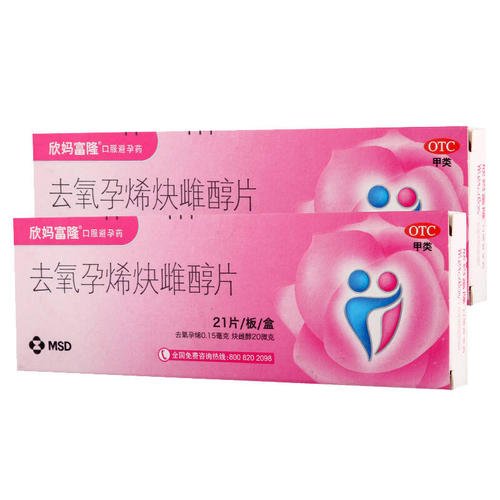 欣妈富隆® 口服避孕药
OTC
甲类
去氧孕烯炔雌醇片
欣妈富隆® 口服避孕药
OTC
甲类
去氧孕烯炔雌醇片
21片/板/盒
去氧孕烯0.15毫克 炔雌醇20微克
MSD
全国免费咨询热线:800 820 2098